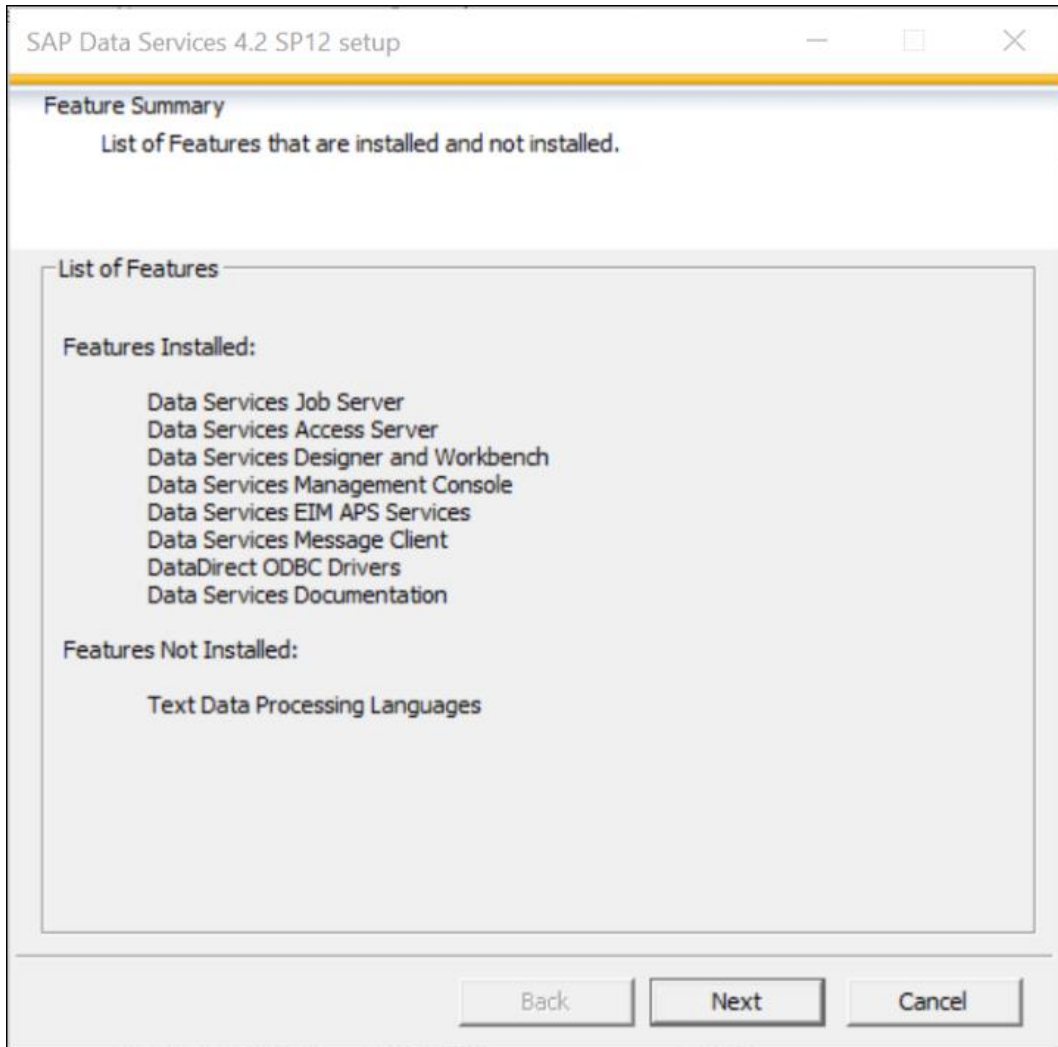 SAP Data Services 4.2 SP12 setup
Feature Summary
List of Features that are installed and not installed.
List of Features
Features Installed:
Data Services Job Server
Data Services Access Server
Data Services Designer and Workbench
Data Services Management Console
Data Services EIM APS Services
Data Services Message Client
DataDirect ODBC Drivers
Data Services Documentation
Features Not Installed:
Text Data Processing Languages
Back Next Cancel